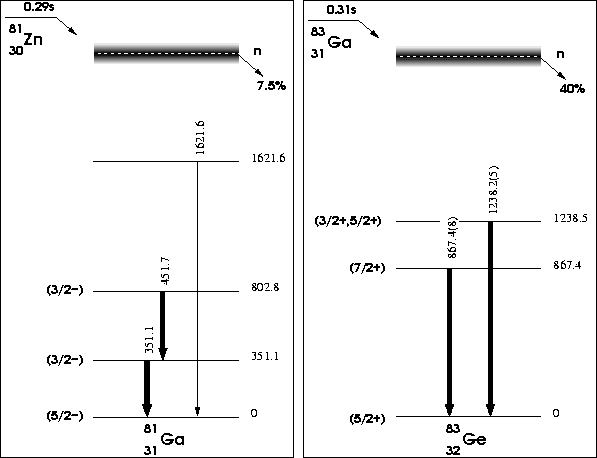 0.29s
81
30 Zn
n
7.5%
1621.6
1621.6
451.7
(3/2−) 802.8
351.1
(3/2−) 351.1
(5/2−) 0
81
31 Ga
0.31s
83
31 Ga
n
40%
1238.2(5)
(3/2+,5/2+) 1238.5
867.4(8)
(7/2+) 867.4
(5/2+) 0
83
32 Ge